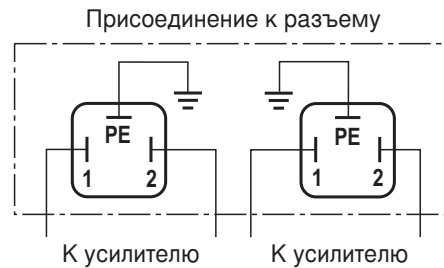 Присоединение к разъему
PE PE
1 2 1 2
К усилителю К усилителю